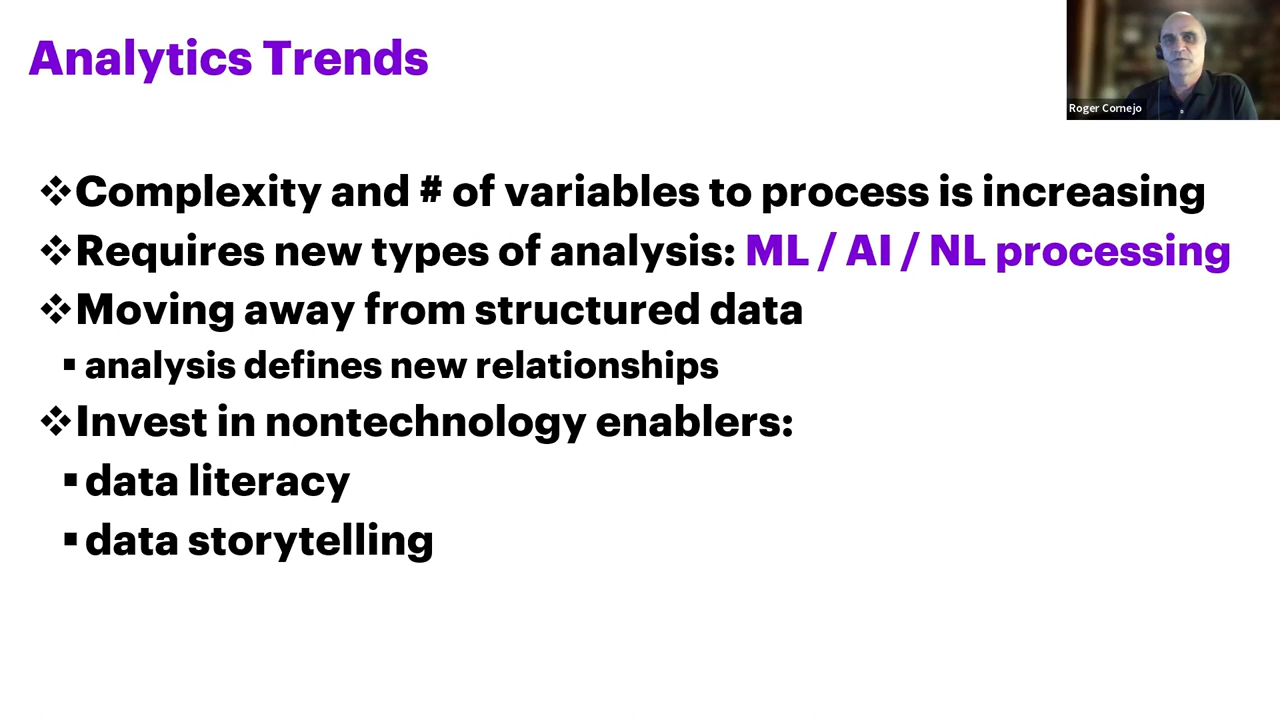 Analytics Trends
Roger Cornejo
❖Complexity and # of variables to process is increasing
❖Requires new types of analysis: ML / AI / NL processing
❖Moving away from structured data
▪ analysis defines new relationships
❖Invest in nontechnology enablers:
▪ data literacy
▪ data storytelling